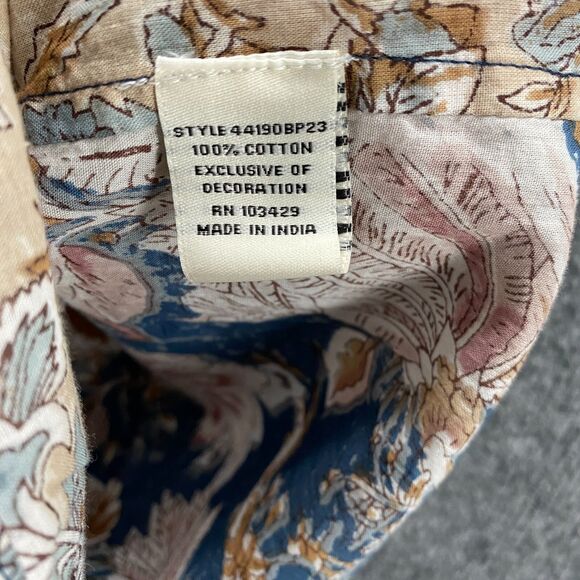 STYLE 44190BP23
100% COTTON
EXCLUSIVE OF
DECORATION
RN 103429
MADE IN INDIA